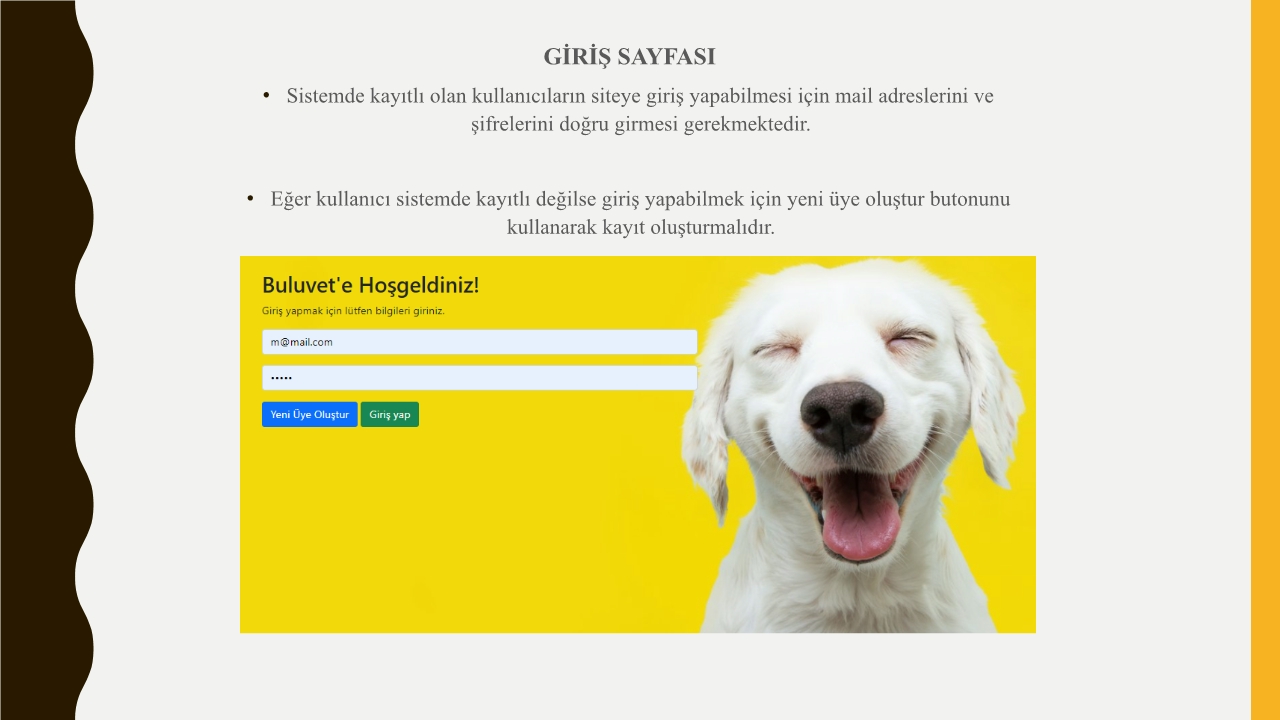 GİRİŞ SAYFASI
• Sistemde kayıtlı olan kullanıcıların siteye giriş yapabilmesi için mail adreslerini ve
şifrelerini doğru girmesi gerekmektedir.
• Eğer kullanıcı sistemde kayıtlı değilse giriş yapabilmek için yeni üye oluştur butonunu
kullanarak kayıt oluşturmalıdır.
Buluvet'e Hoşgeldiniz!
Giriş yapmak için lütfen bilgileri giriniz.
m@mail.com
•••••
Yeni Üye Oluştur Giriş yap